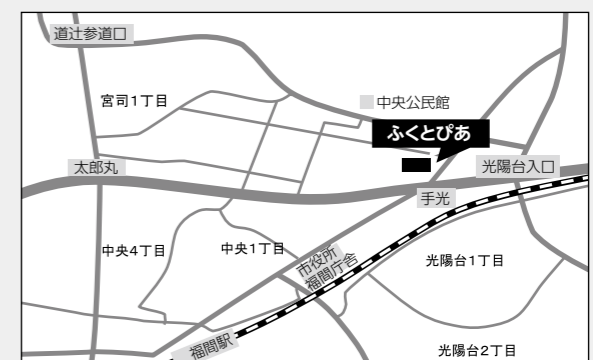 道辻参道口
宮司1丁目
中央公民館
ふくとぴあ
太郎丸
光陽台入口
手光
中央4丁目
中央1丁目
市役所
福間庁舎
光陽台1丁目
福間駅
光陽台2丁目